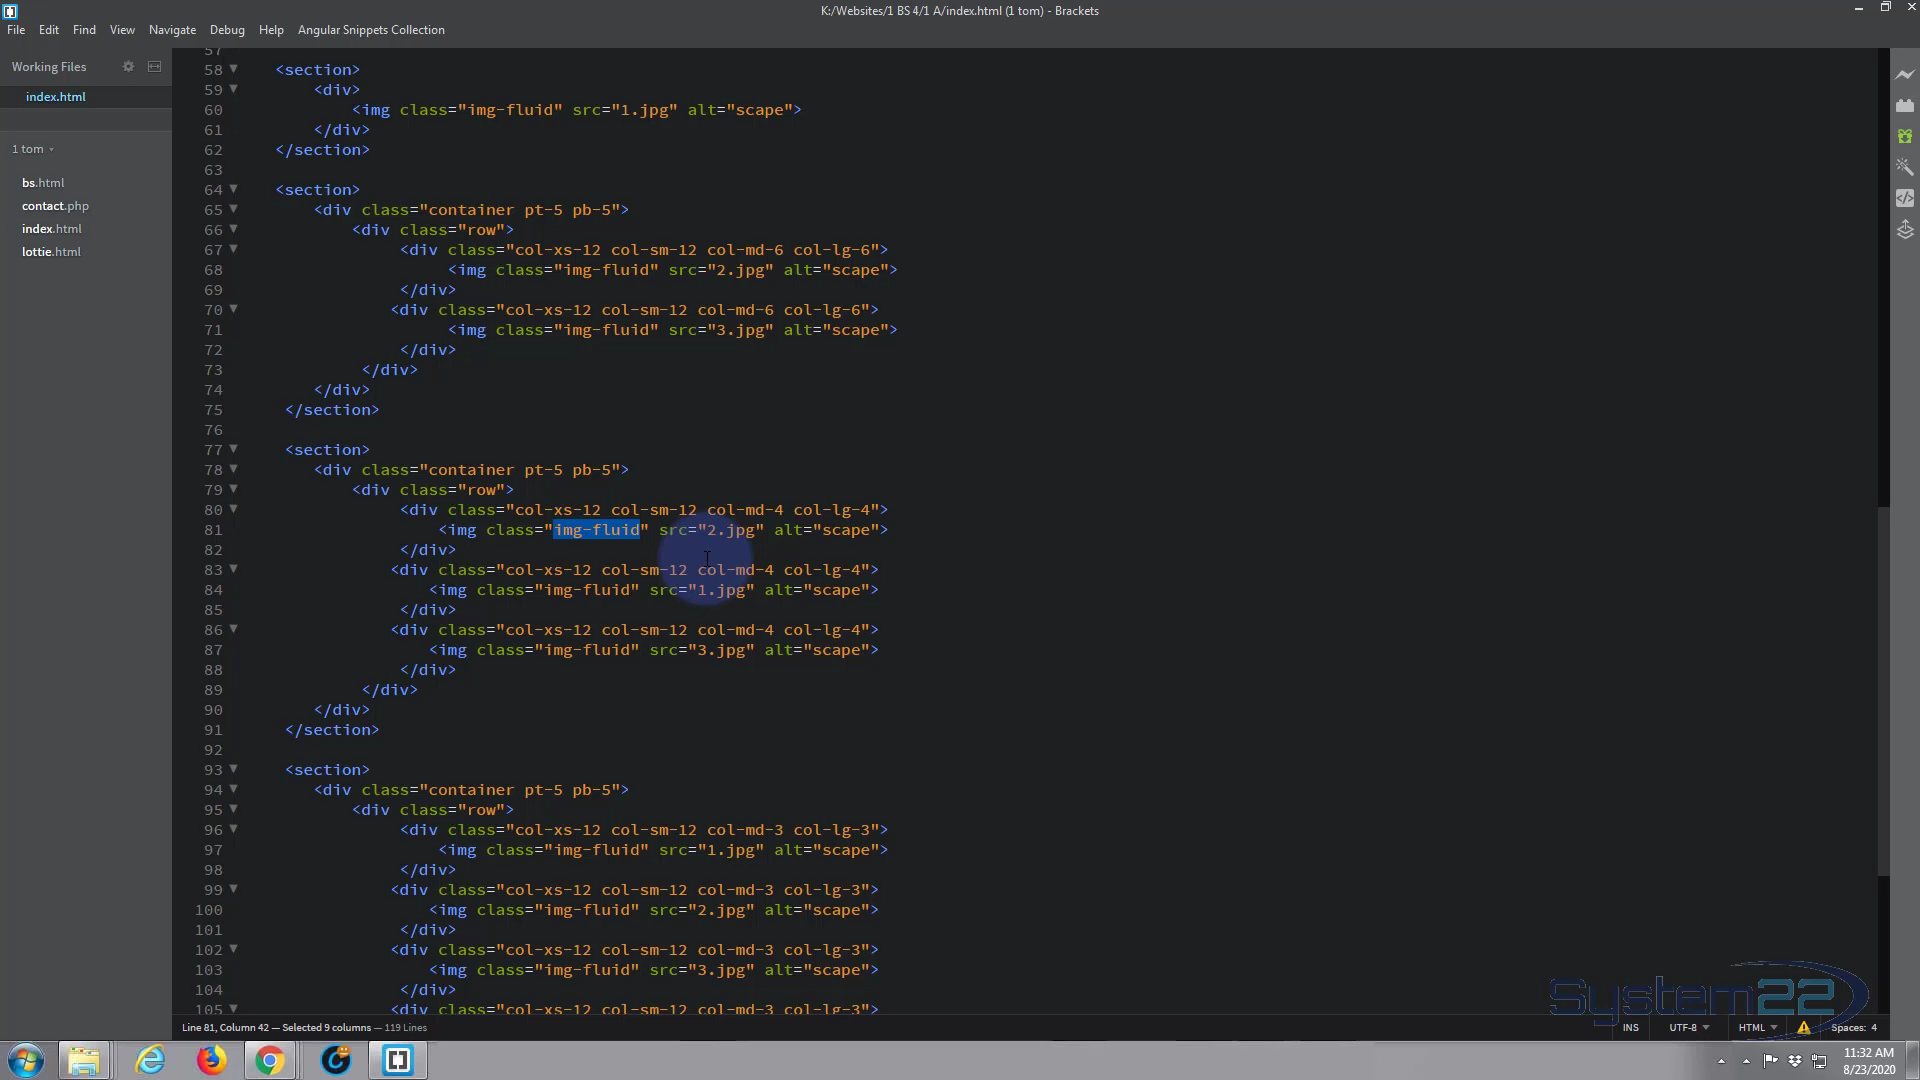 K:/Websites/1 BS 4/1 A/index.html (1 tom) - Brackets
File Edit Find View Navigate Debug Help Angular Snippets Collection
Working Files
index.html
1 tom
bs.html
contact.php
index.html
lottie.html
57
58 <section>
59 <div>
60 <img class="img-fluid" src="1.jpg" alt="scape">
61 </div>
62 </section>
63
64 <section>
65 <div class="container pt-5 pb-5">
66 <div class="row">
67 <div class="col-xs-12 col-sm-12 col-md-6 col-lg-6">
68 <img class="img-fluid" src="2.jpg" alt="scape">
69 </div>
70 <div class="col-xs-12 col-sm-12 col-md-6 col-lg-6">
71 <img class="img-fluid" src="3.jpg" alt="scape">
72 </div>
73 </div>
74 </div>
75 </section>
76
77 <section>
78 <div class="container pt-5 pb-5">
79 <div class="row">
80 <div class="col-xs-12 col-sm-12 col-md-4 col-lg-4">
81 <img class="img-fluid" src="2.jpg" alt="scape">
82 </div>
83 <div class="col-xs-12 col-sm-12 col-md-4 col-lg-4">
84 <img class="img-fluid" src="1.jpg" alt="scape">
85 </div>
86 <div class="col-xs-12 col-sm-12 col-md-4 col-lg-4">
87 <img class="img-fluid" src="3.jpg" alt="scape">
88 </div>
89 </div>
90 </div>
91 </section>
92
93 <section>
94 <div class="container pt-5 pb-5">
95 <div class="row">
96 <div class="col-xs-12 col-sm-12 col-md-3 col-lg-3">
97 <img class="img-fluid" src="1.jpg" alt="scape">
98 </div>
99 <div class="col-xs-12 col-sm-12 col-md-3 col-lg-3">
100 <img class="img-fluid" src="2.jpg" alt="scape">
101 </div>
102 <div class="col-xs-12 col-sm-12 col-md-3 col-lg-3">
103 <img class="img-fluid" src="3.jpg" alt="scape">
104 </div>
105 <div class="col-xs-12 col-sm-12 col-md-3 col-lg-3">
System22
Line 81, Column 42 — Selected 9 columns — 119 Lines
INS UTF-8 HTML Spaces: 4
11:32 AM
8/23/2020